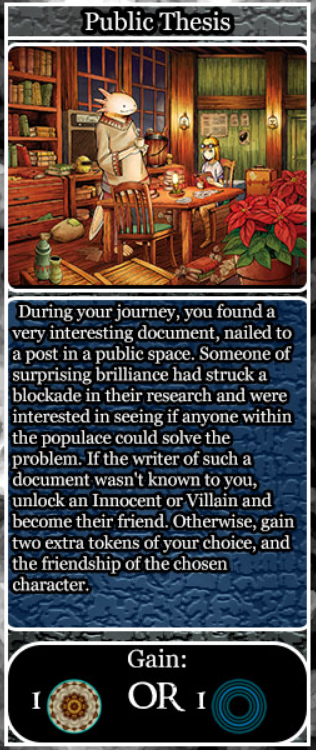 Public Thesis
During your journey, you found a
very interesting document, nailed to
a post in a public space. Someone of
surprising brilliance had struck a
blockade in their research and were
interested in seeing if anyone within
the populace could solve the
problem. If the writer of such a
document wasn't known to you,
unlock an Innocent or Villain and
become their friend. Otherwise, gain
two extra tokens of your choice, and
the friendship of the chosen
character.
Gain:
1 OR 1